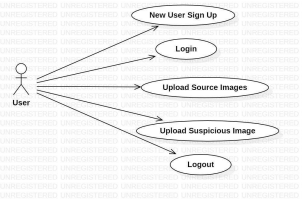 New User Sign Up
Login
Upload Source Images
User
Upload Suspicious Image
Logout